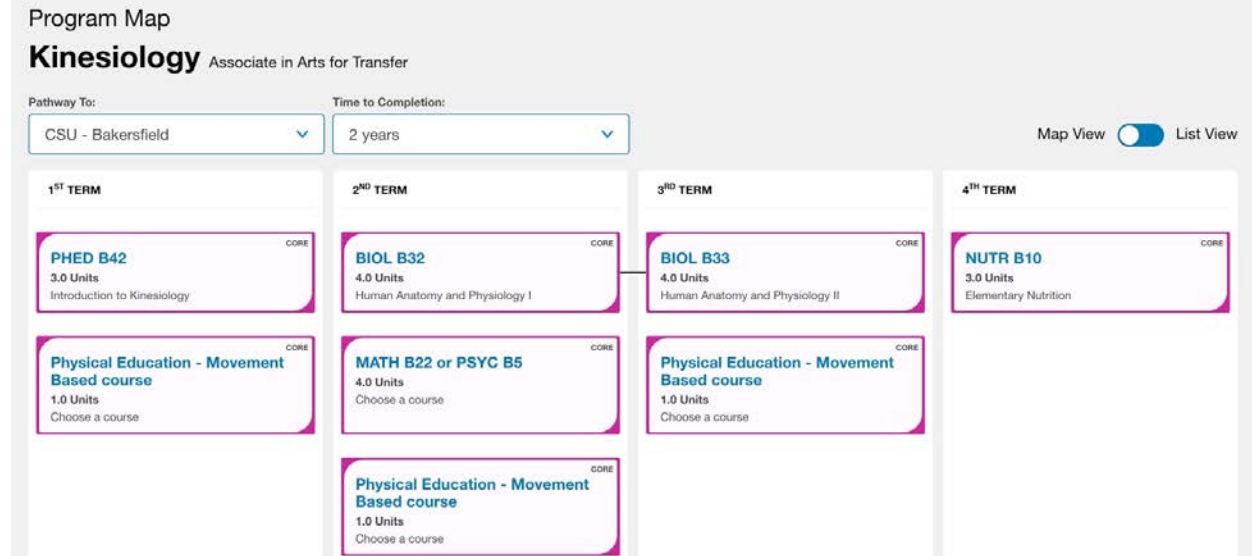 Program Map
Kinesiology Associate in Arts for Transfer
Pathway To:
Time to Completion:
CSU - Bakersfield
2 years
Map View
List View
1ST TERM
CORE
PHED B42
3.0 Units
Introduction to Kinesiology
CORE
Physical Education - Movement
Based course
1.0 Units
Choose a course
2ND TERM
CORE
BIOL B32
4.0 Units
Human Anatomy and Physiology I
CORE
MATH B22 or PSYC B5
4.0 Units
Choose a course
CORE
Physical Education - Movement
Based course
1.0 Units
Choose a course
3RD TERM
CORE
BIOL B33
4.0 Units
Human Anatomy and Physiology II
CORE
Physical Education - Movement
Based course
1.0 Units
Choose a course
4TH TERM
CORE
NUTR B10
3.0 Units
Elementary Nutrition